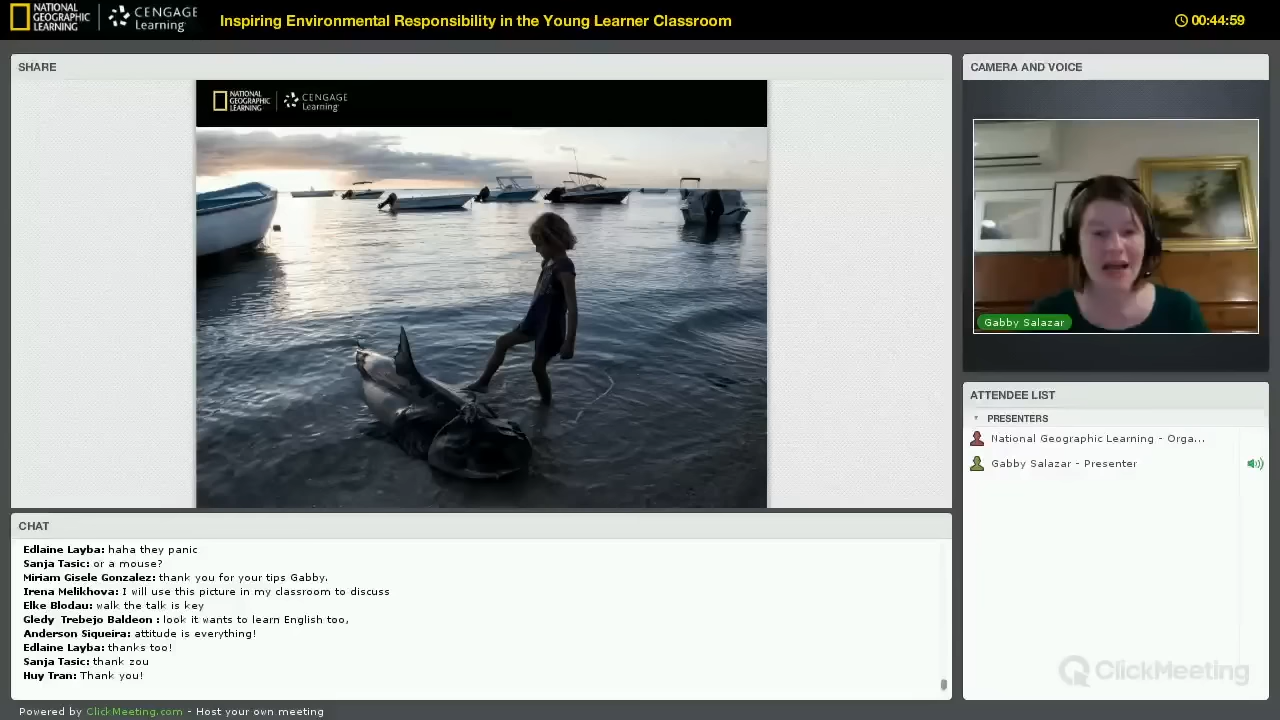 NATIONAL
GEOGRAPHIC
LEARNING
CENGAGE
Learning
Inspiring Environmental Responsibility in the Young Learner Classroom
00:44:59
SHARE
NATIONAL
GEOGRAPHIC
LEARNING
CENGAGE
Learning
CAMERA AND VOICE
Gabby Salazar
ATTENDEE LIST
PRESENTERS
National Geographic Learning - Orga...
Gabby Salazar - Presenter
CHAT
Edlaine Layba: haha they panic
Sanja Tasic: or a mouse?
Miriam Gisele Gonzalez: thank you for your tips Gabby.
Irena Melikhova: I will use this picture in my classroom to discuss
Elke Blodau: walk the talk is key
Gledy Trebejo Baldeon : look it wants to learn English too,
Anderson Siqueira: attitude is everything!
Edlaine Layba: thanks too!
Sanja Tasic: thank zou
Huy Tran: Thank you!
ClickMeeting
Powered by ClickMeeting.com - Host your own meeting